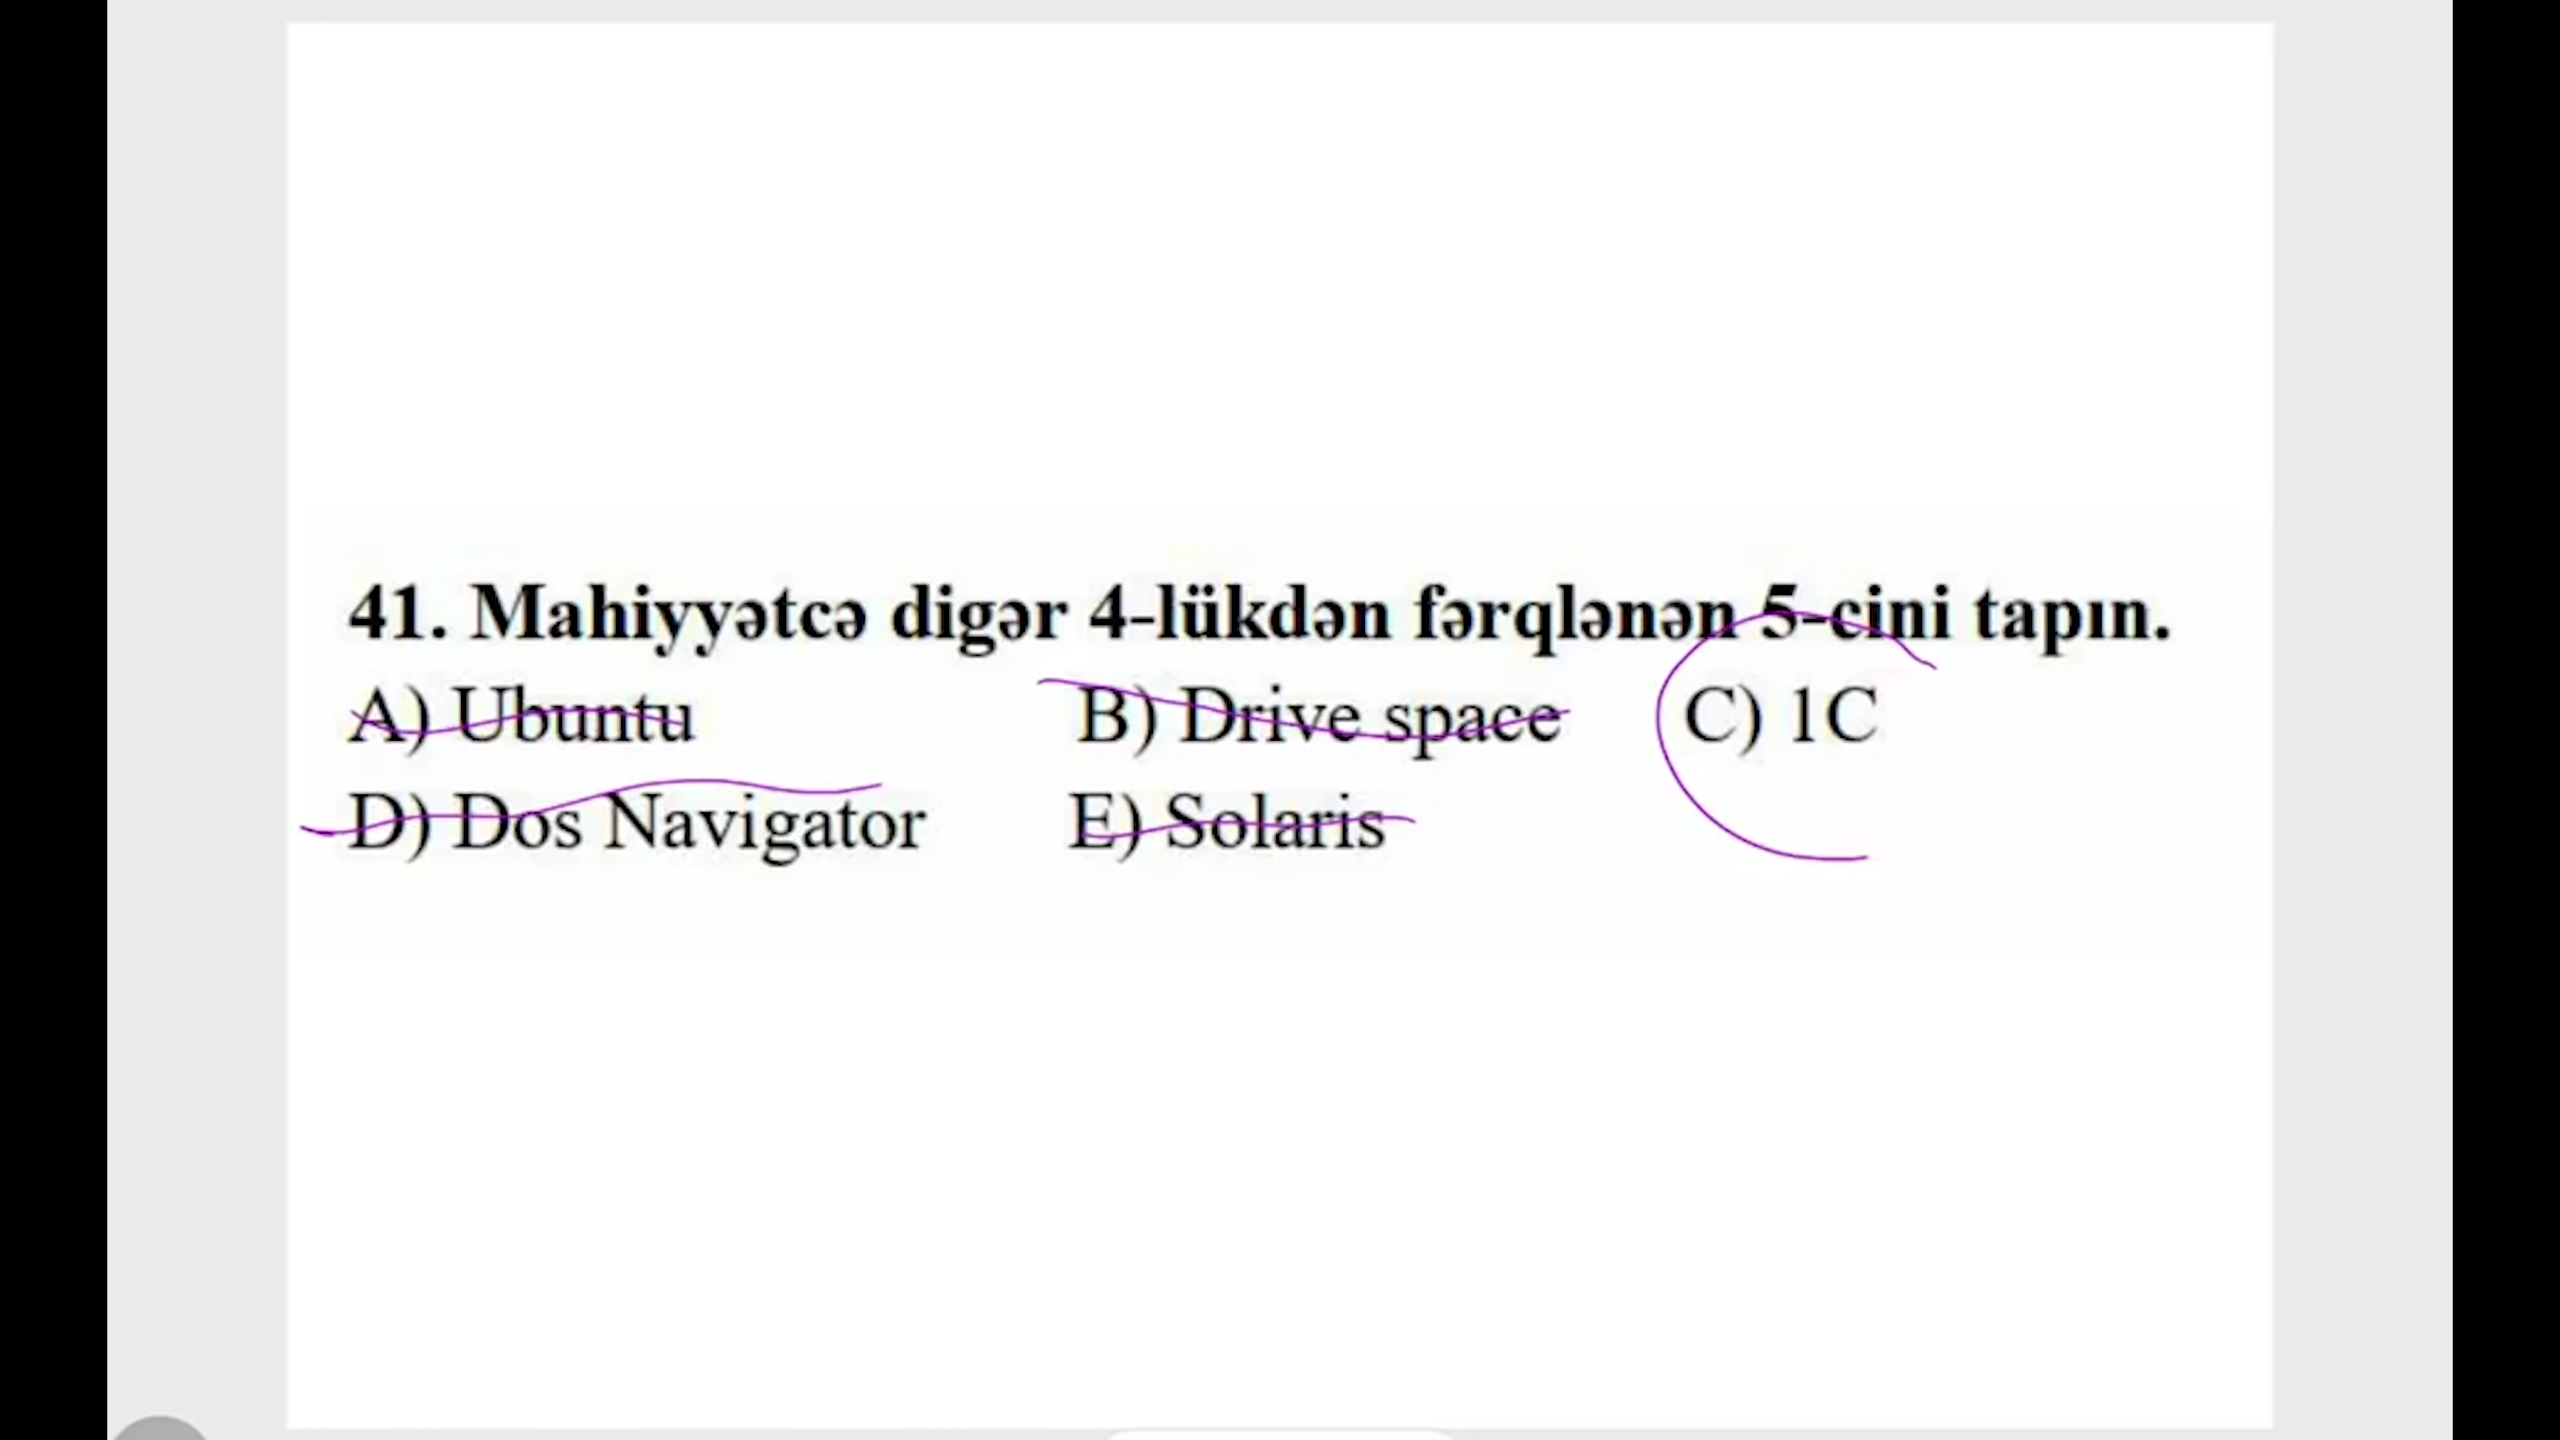 41. Mahiyyətcə digər 4-lükdən fərqlənən 5-cini tapın.
A) Ubuntu B) Drive space C) 1C
D) Dos Navigator E) Solaris